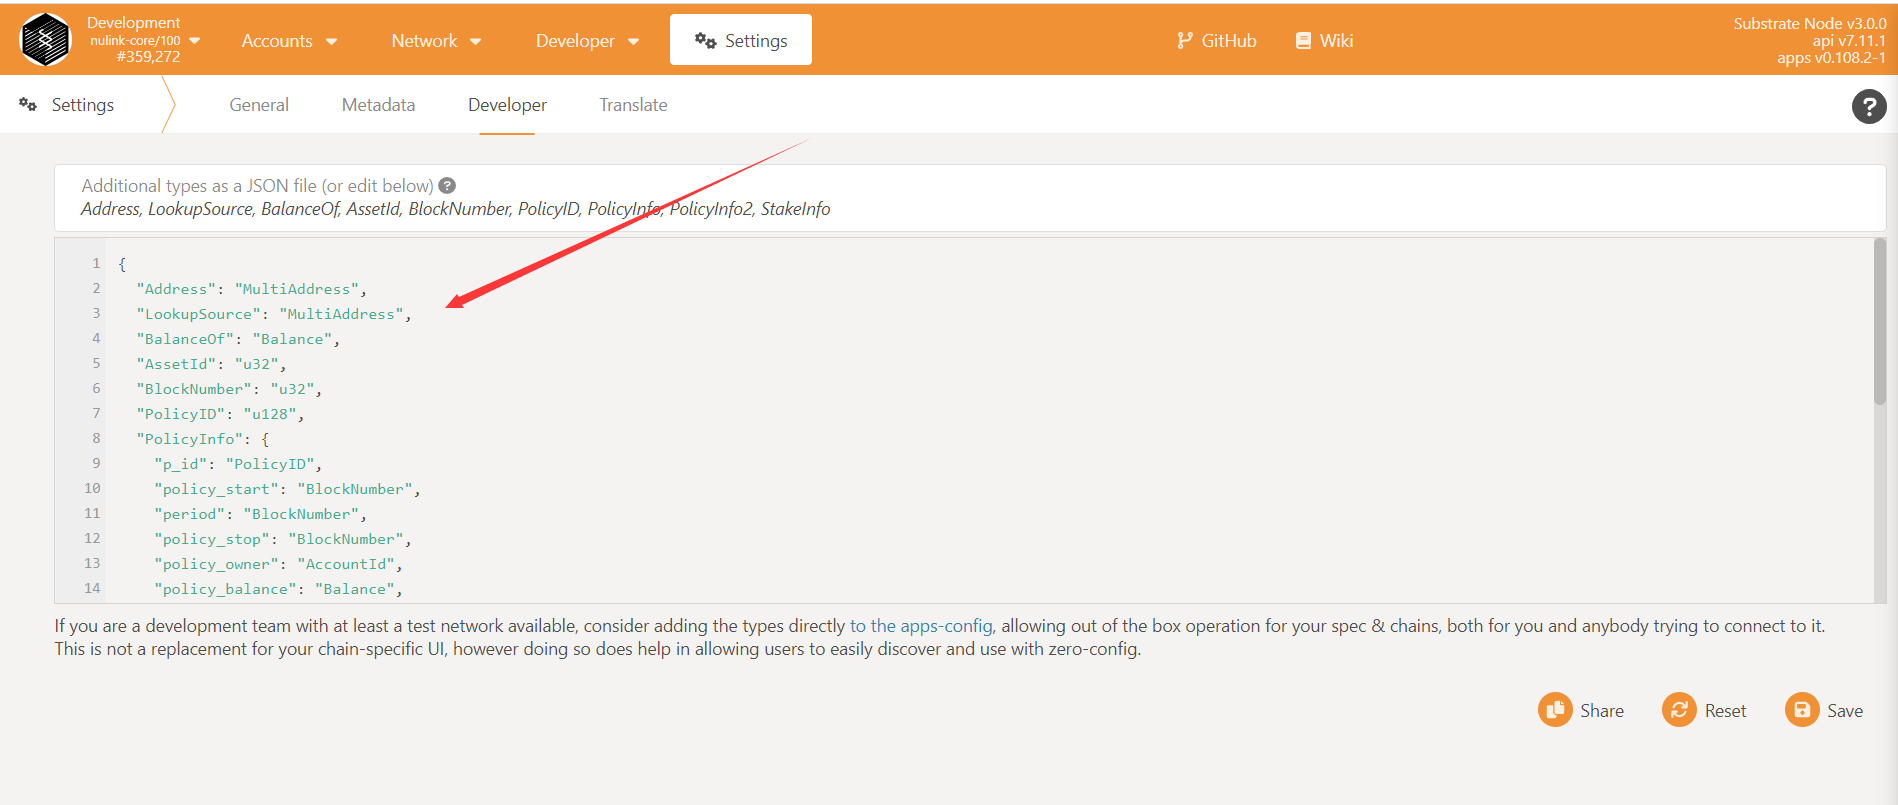 Development
nulink-core/100
#359,272
Accounts
Network
Developer
Settings
GitHub
Wiki
Substrate Node v3.0.0
api v7.11.1
apps v0.108.2-1
Settings
General
Metadata
Developer
Translate
?
Additional types as a JSON file (or edit below) ?
Address, LookupSource, BalanceOf, AssetId, BlockNumber, PolicyID, PolicyInfo, PolicyInfo2, StakeInfo
1 {
2 "Address": "MultiAddress",
3 "LookupSource": "MultiAddress",
4 "BalanceOf": "Balance",
5 "AssetId": "u32",
6 "BlockNumber": "u32",
7 "PolicyID": "u128",
8 "PolicyInfo": {
9 "p_id": "PolicyID",
10 "policy_start": "BlockNumber",
11 "period": "BlockNumber",
12 "policy_stop": "BlockNumber",
13 "policy_owner": "AccountId",
14 "policy_balance": "Balance",
If you are a development team with at least a test network available, consider adding the types directly to the apps-config, allowing out of the box operation for your spec & chains, both for you and anybody trying to connect to it.
This is not a replacement for your chain-specific UI, however doing so does help in allowing users to easily discover and use with zero-config.
Share
Reset
Save